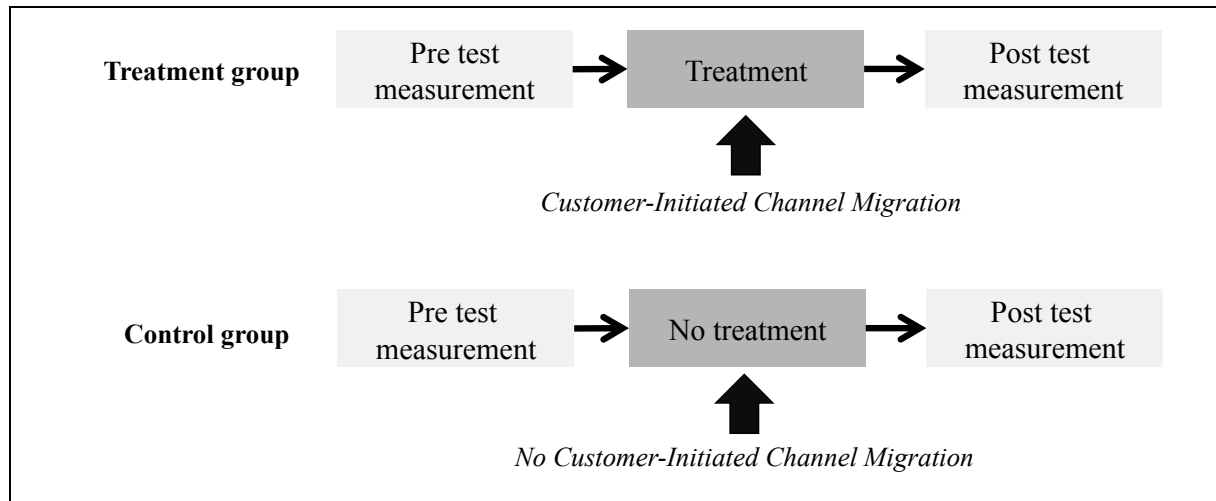 Treatment group
Pre test
measurement
Treatment
Post test
measurement
Customer-Initiated Channel Migration
Control group
Pre test
measurement
No treatment
Post test
measurement
No Customer-Initiated Channel Migration